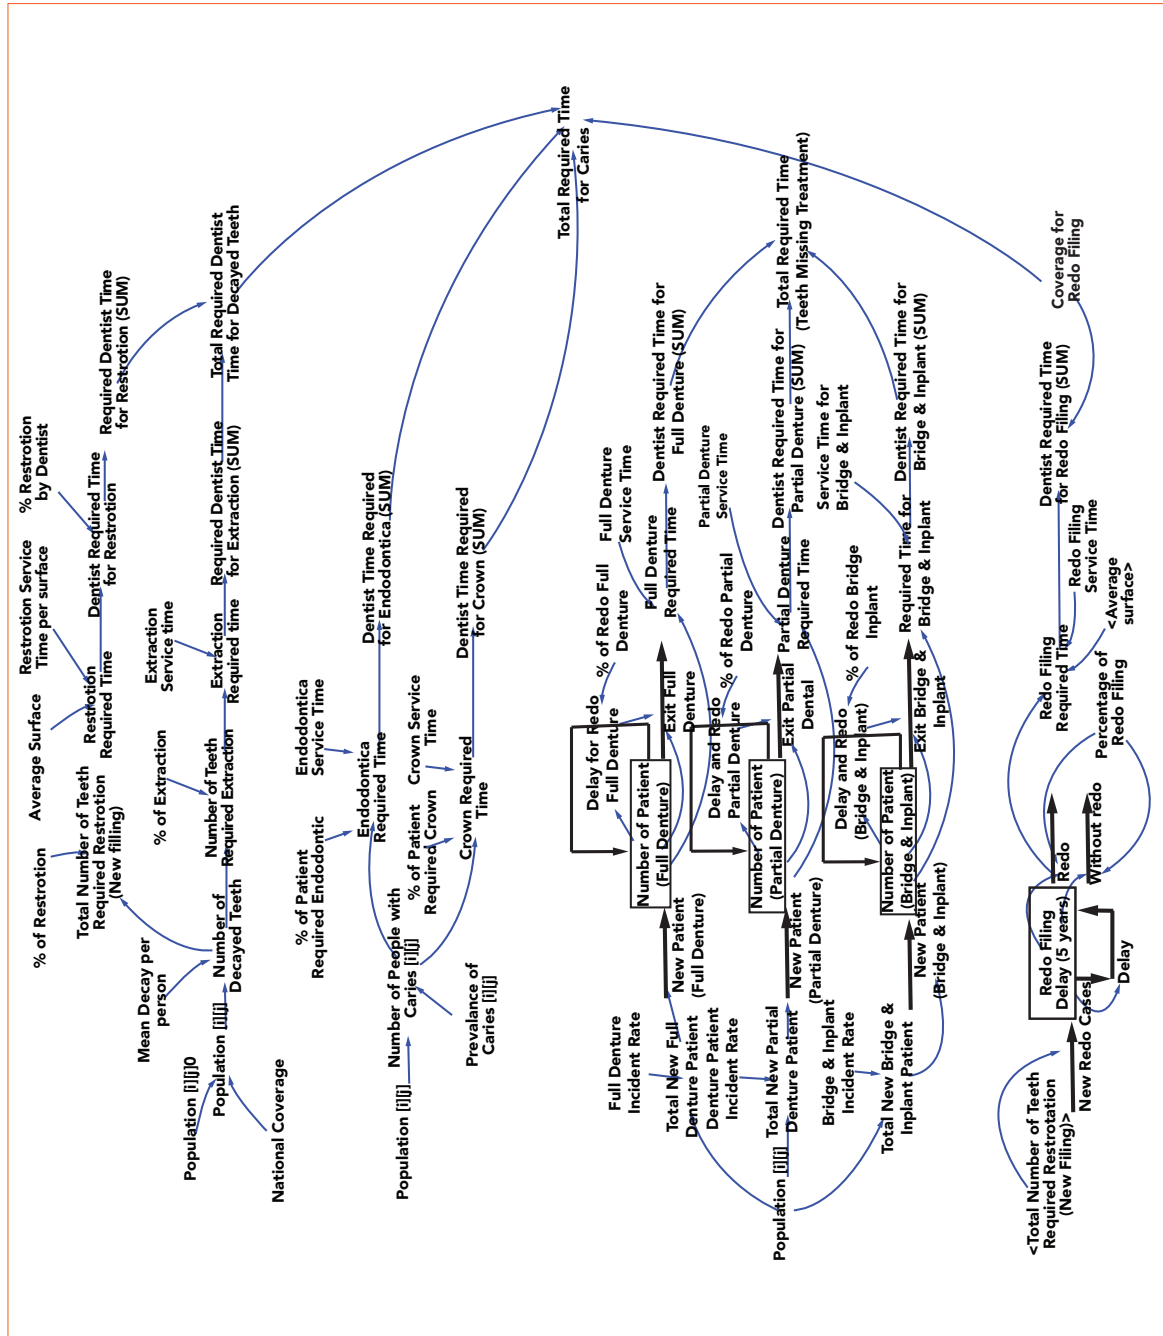 % of Restrotion
Average Surface
Restrotion Service
Time per surface
% Restrotion
by Dentist
Total Number of Teeth
Required Restrotion
(New filling)
Restrotion
Required Time
Dentist Required Time
for Restrotion
Required Dentist Time
for Restrotion (SUM)
Mean Decay per
person
% of Extraction
Extraction
Service time
Population [i][j]0
Population [i][j]
National Coverage
Number of
Decayed Teeth
Number of Teeth
Required Extraction
Extraction
Required time
Required Dentist Time
for Extraction (SUM)
Total Required Dentist
Time for Decayed Teeth
% of Patient
Required Endodontic
Endodontica
Service Time
Endodontica
Required Time
Dentist Time Required
for Endodontica (SUM)
Population [i][j]
Number of People with
Caries [i][j]
Prevalance of
Caries [i][j]
% of Patient
Required Crown
Crown Service
Time
Crown Required
Time
Dentist Time Required
for Crown (SUM)
Total Required Time
for Caries
Full Denture
Incident Rate
Total New Full
Denture Patient
New Patient
(Full Denture)
Number of Patient
(Full Denture)
Delay for Redo
Full Denture
% of Redo Full
Denture
Exit Full
Denture
Full Denture
Service Time
Full Denture
Required Time
Dentist Required Time for
Full Denture (SUM)
Denture Patient
Incident Rate
Population [i][j]
Total New Partial
Denture Patient
New Patient
(Partial Denture)
Number of Patient
(Partial Denture)
Delay and Redo
Partial Denture
% of Redo Partial
Denture
Exit Partial
Dental
Partial Denture
Service Time
Partial Denture
Required Time
Dentist Required Time for
Partial Denture (SUM)
Total Required Time
(Teeth Missing Treatment)
Bridge & Inplant
Incident Rate
Total New Bridge &
Inplant Patient
New Patient
(Bridge & Inplant)
Number of Patient
(Bridge & Inplant)
Delay and Redo
(Bridge & Inplant)
% of Redo Bridge
Inplant
Exit Bridge &
Inplant
Service Time for
Bridge & Inplant
Required Time for
Bridge & Inplant
Dentist Required Time for
Bridge & Inplant (SUM)
<Total Number of Teeth
Required Restrotation
(New Filing)>
New Redo Cases
Redo Filing
Delay (5 years)
Delay
Redo
Without redo
Percentage of
Redo Filing
Redo Filing
Required Time
<Average
surface>
Redo Filing
Service Time
Dentist Required Time
for Redo Filing (SUM)
Coverage for
Redo Filing